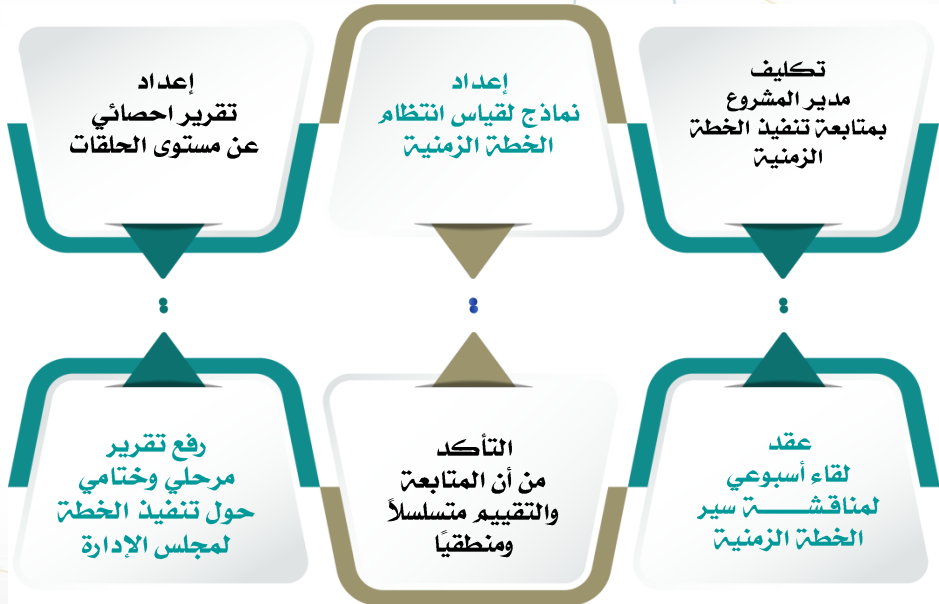 تكليف
مدير المشروع
بمتابعة تنفيذ الخطة
الزمنية
إعداد
نماذج لقياس انتظام
الخطة الزمنية
إعداد
تقرير احصائي
عن مستوى الحلقات
عقد
لقاء أسبوعي
لمناقشــــــة سير
الخطة الزمنية
التأكد
من أن المتابعة
والتقييم متسلسلاً
ومنطقيًا
رفع تقرير
مرحلي وختامي
حول تنفيذ الخطة
لمجلس الإدارة